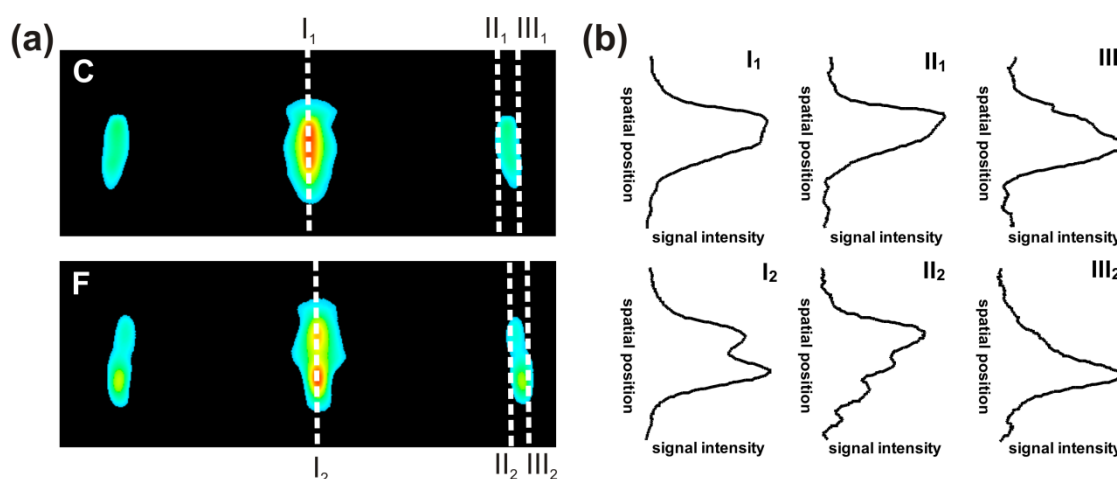 (a)
I₁ II₁ III₁
C
F
I₂ II₂ III₂
(b)
I₁ II₁ III
spatial position spatial position spatial position
signal intensity signal intensity signal intensity
I₂ II₂ III₂
spatial position spatial position spatial position
signal intensity signal intensity signal intensity